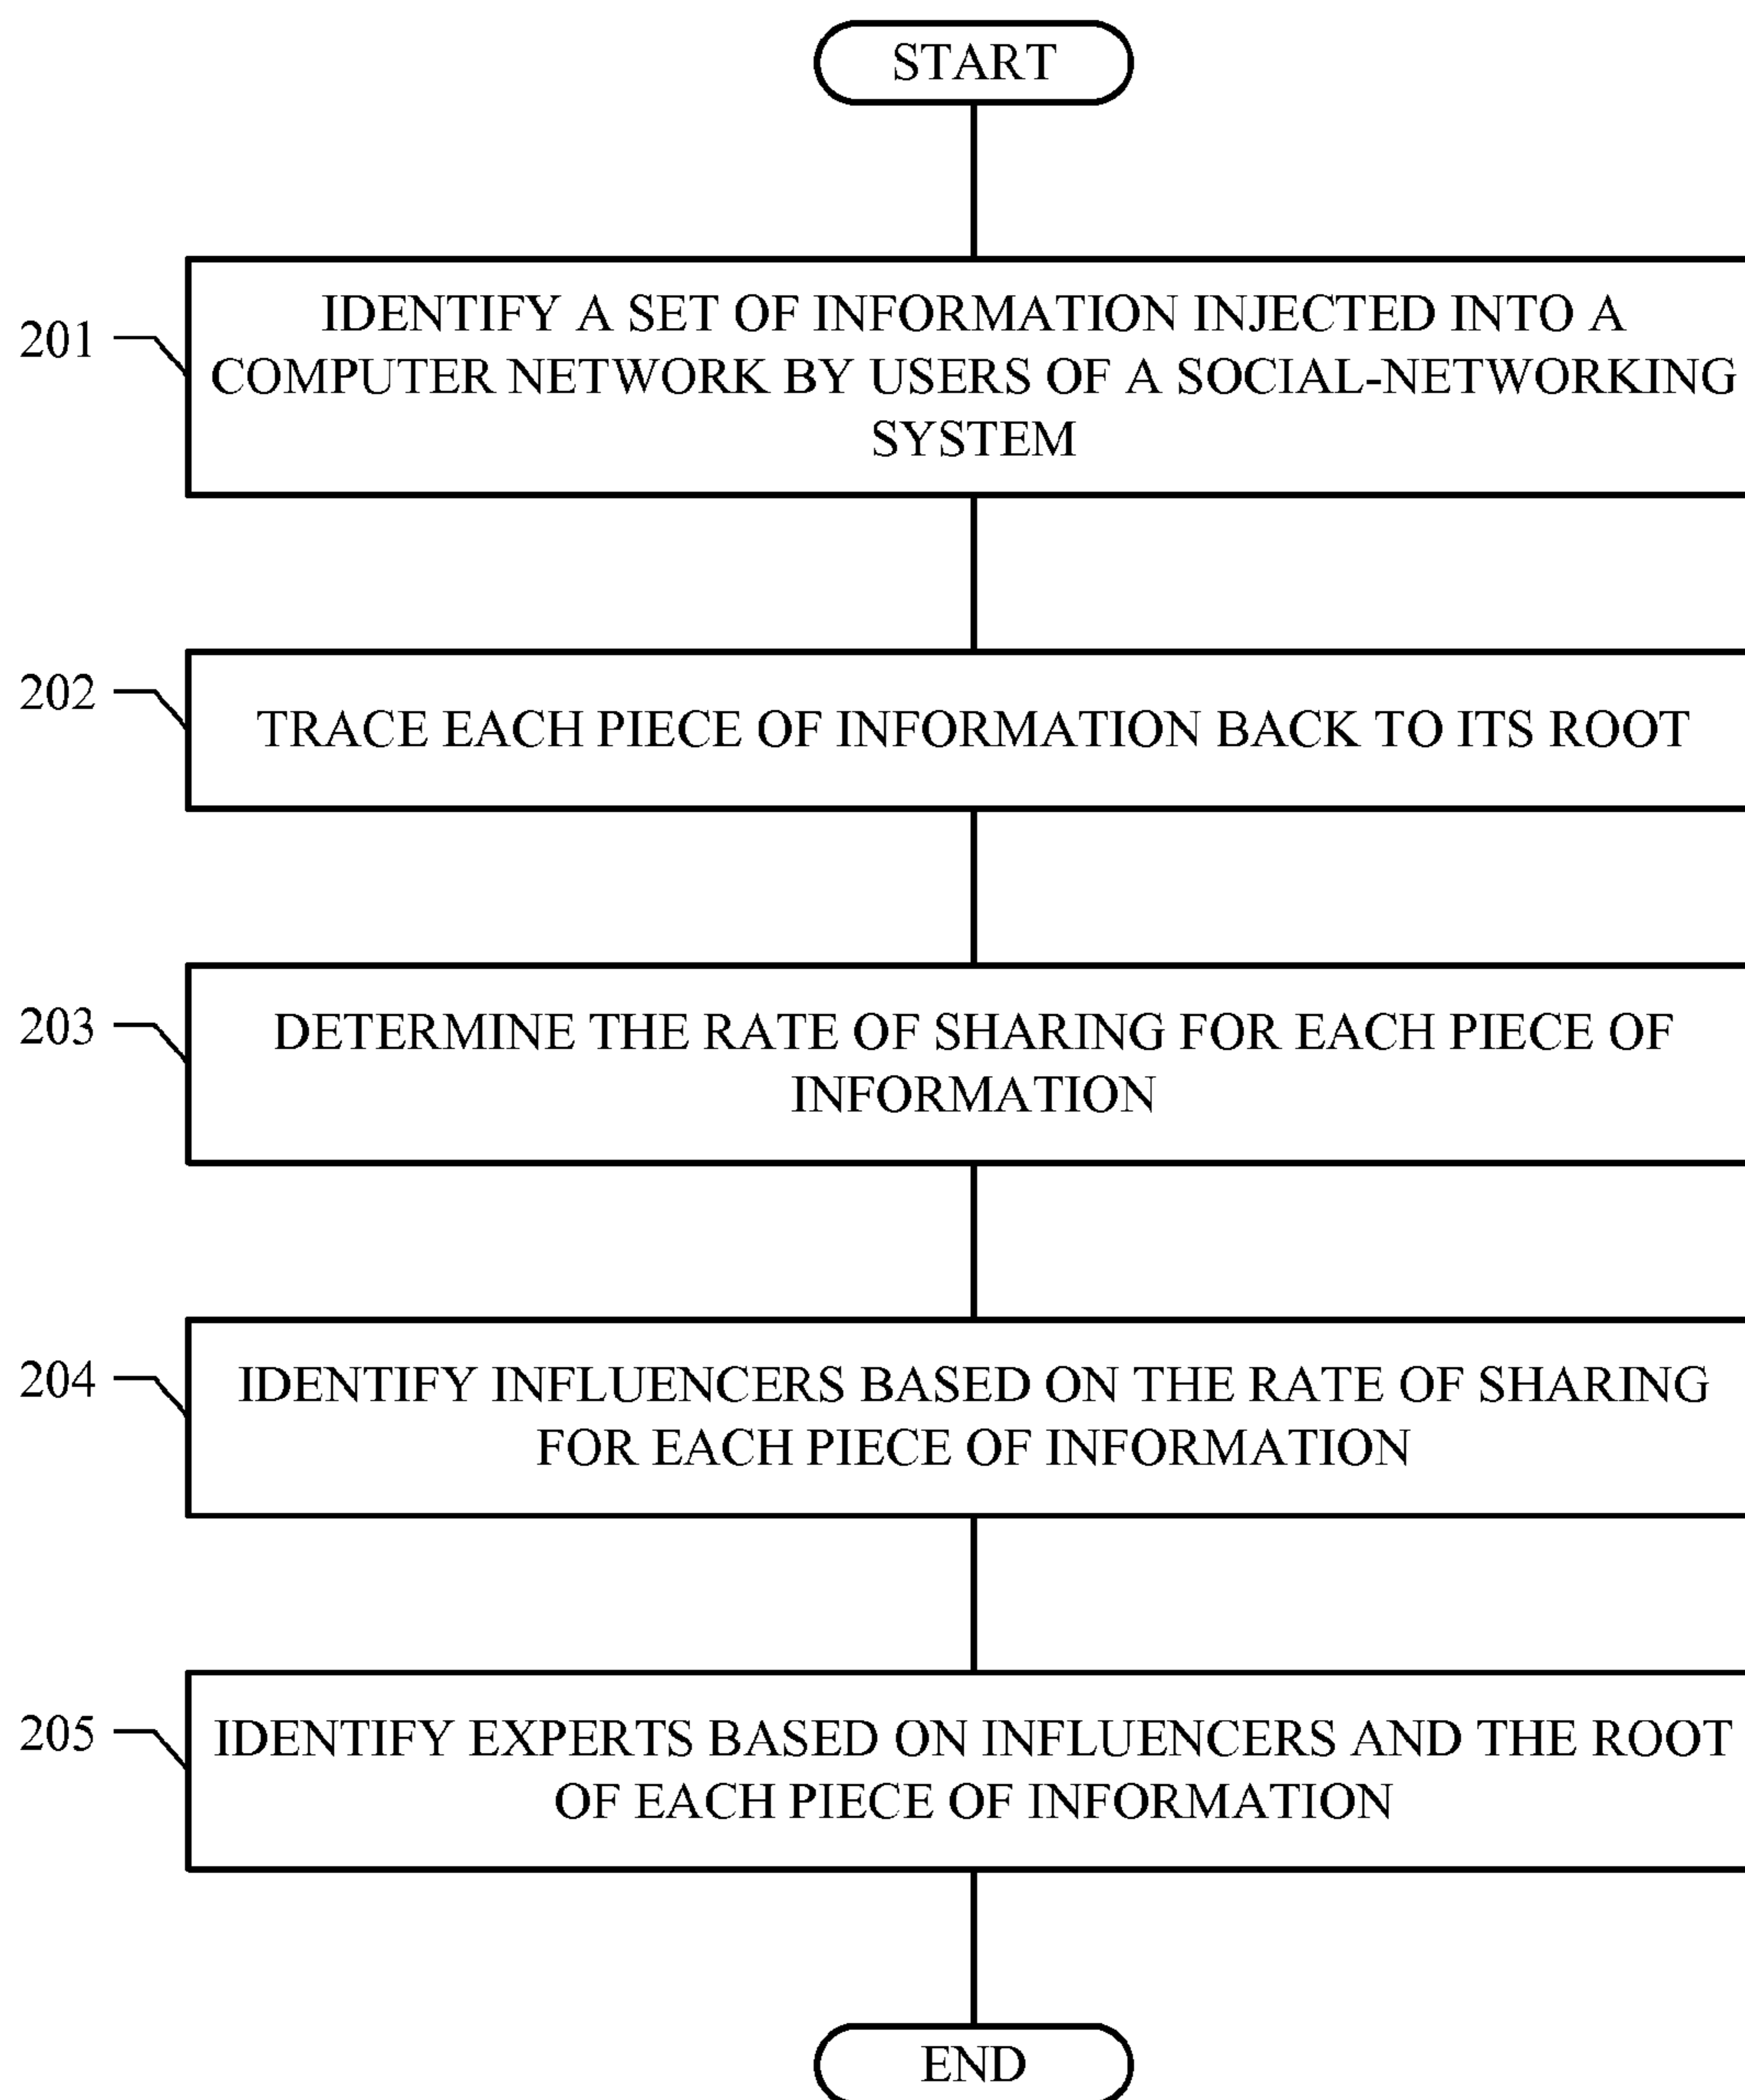 START
201
IDENTIFY A SET OF INFORMATION INJECTED INTO A
COMPUTER NETWORK BY USERS OF A SOCIAL-NETWORKING
SYSTEM
202
TRACE EACH PIECE OF INFORMATION BACK TO ITS ROOT
203
DETERMINE THE RATE OF SHARING FOR EACH PIECE OF
INFORMATION
204
IDENTIFY INFLUENCERS BASED ON THE RATE OF SHARING
FOR EACH PIECE OF INFORMATION
205
IDENTIFY EXPERTS BASED ON INFLUENCERS AND THE ROOT
OF EACH PIECE OF INFORMATION
END